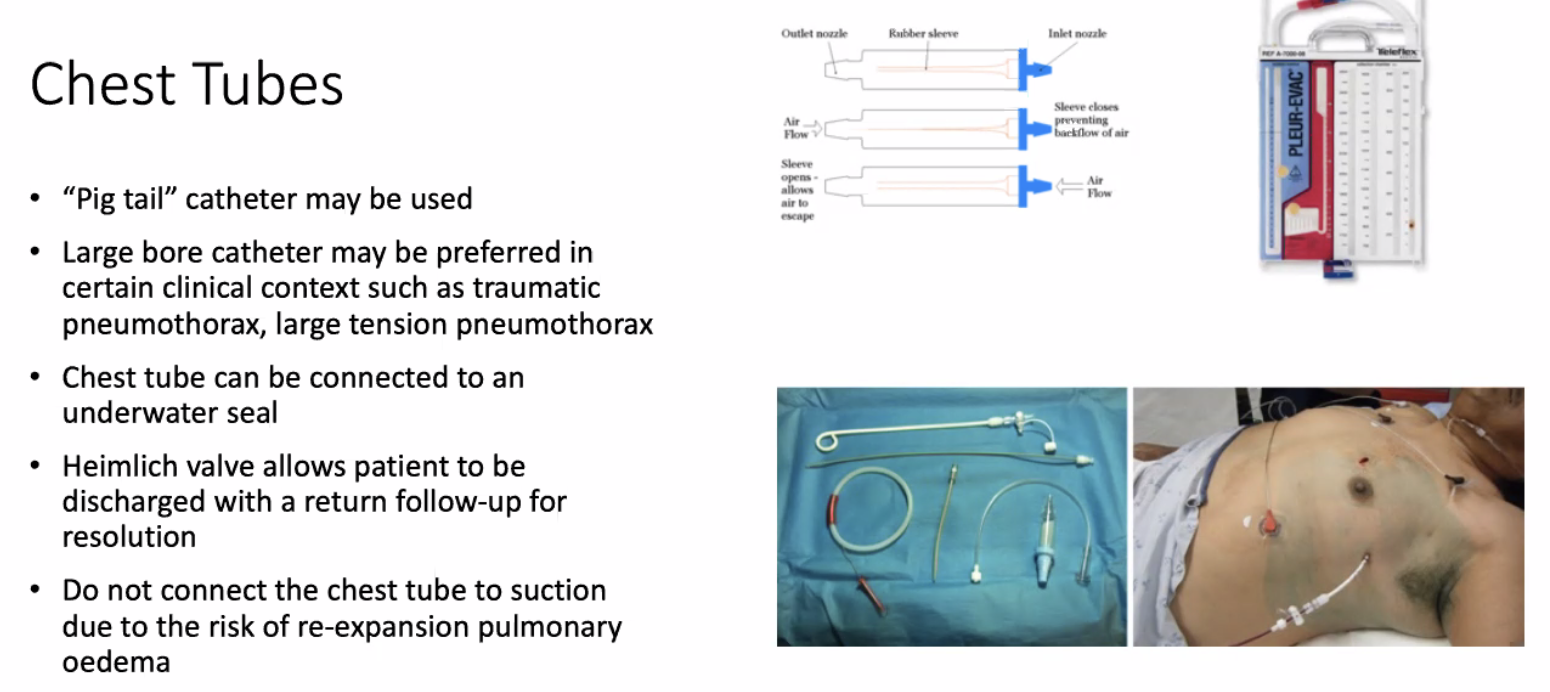 Chest Tubes
• “Pig tail” catheter may be used
• Large bore catheter may be preferred in
certain clinical context such as traumatic
pneumothorax, large tension pneumothorax
• Chest tube can be connected to an
underwater seal
• Heimlich valve allows patient to be
discharged with a return follow-up for
resolution
• Do not connect the chest tube to suction
due to the risk of re-expansion pulmonary
oedema
Outlet nozzle
Rubber sleeve
Inlet nozzle
Air
Flow
Sleeve closes
preventing
backflow of air
Sleeve
opens -
allows
air to
escape
Air
Flow
Teleflex
PLEUR-EVAC